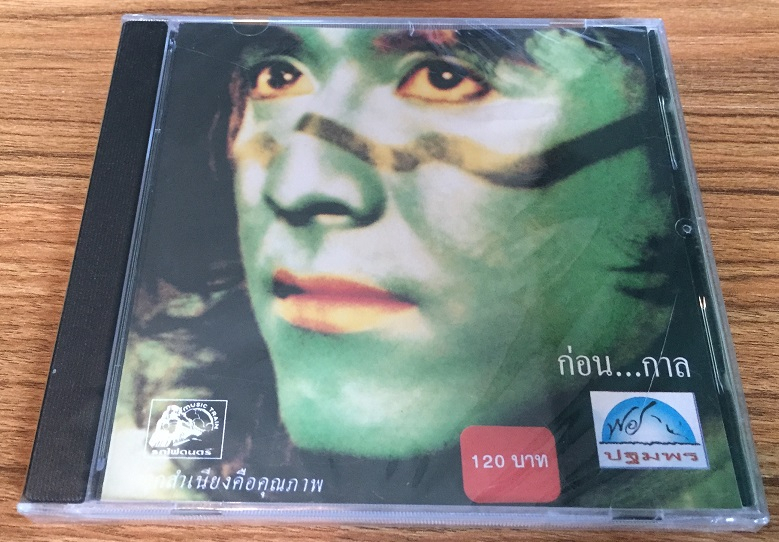 ก่อน...กาล
MUSIC TRAIN
รถไฟดนตรี
พอส
ปฐมพร
120 บาท
สำเนียงคือคุณภาพ